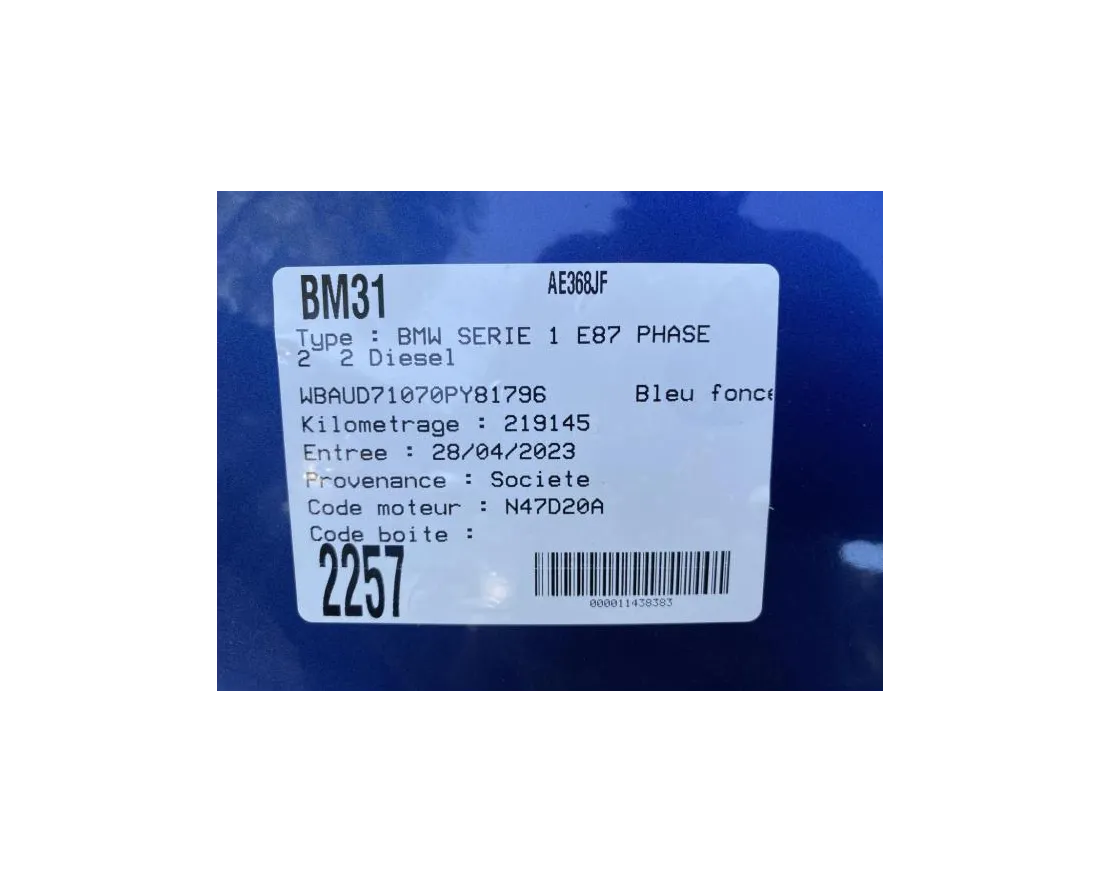 BM31 AE368JF
Type : BMW SERIE 1 E87 PHASE
2 2 Diesel
WBAUD71070PY81796 Bleu fonce
Kilometrage : 219145
Entree : 28/04/2023
Provenance : Societe
Code moteur : N47D20A
Code boite :
2257
000011438383